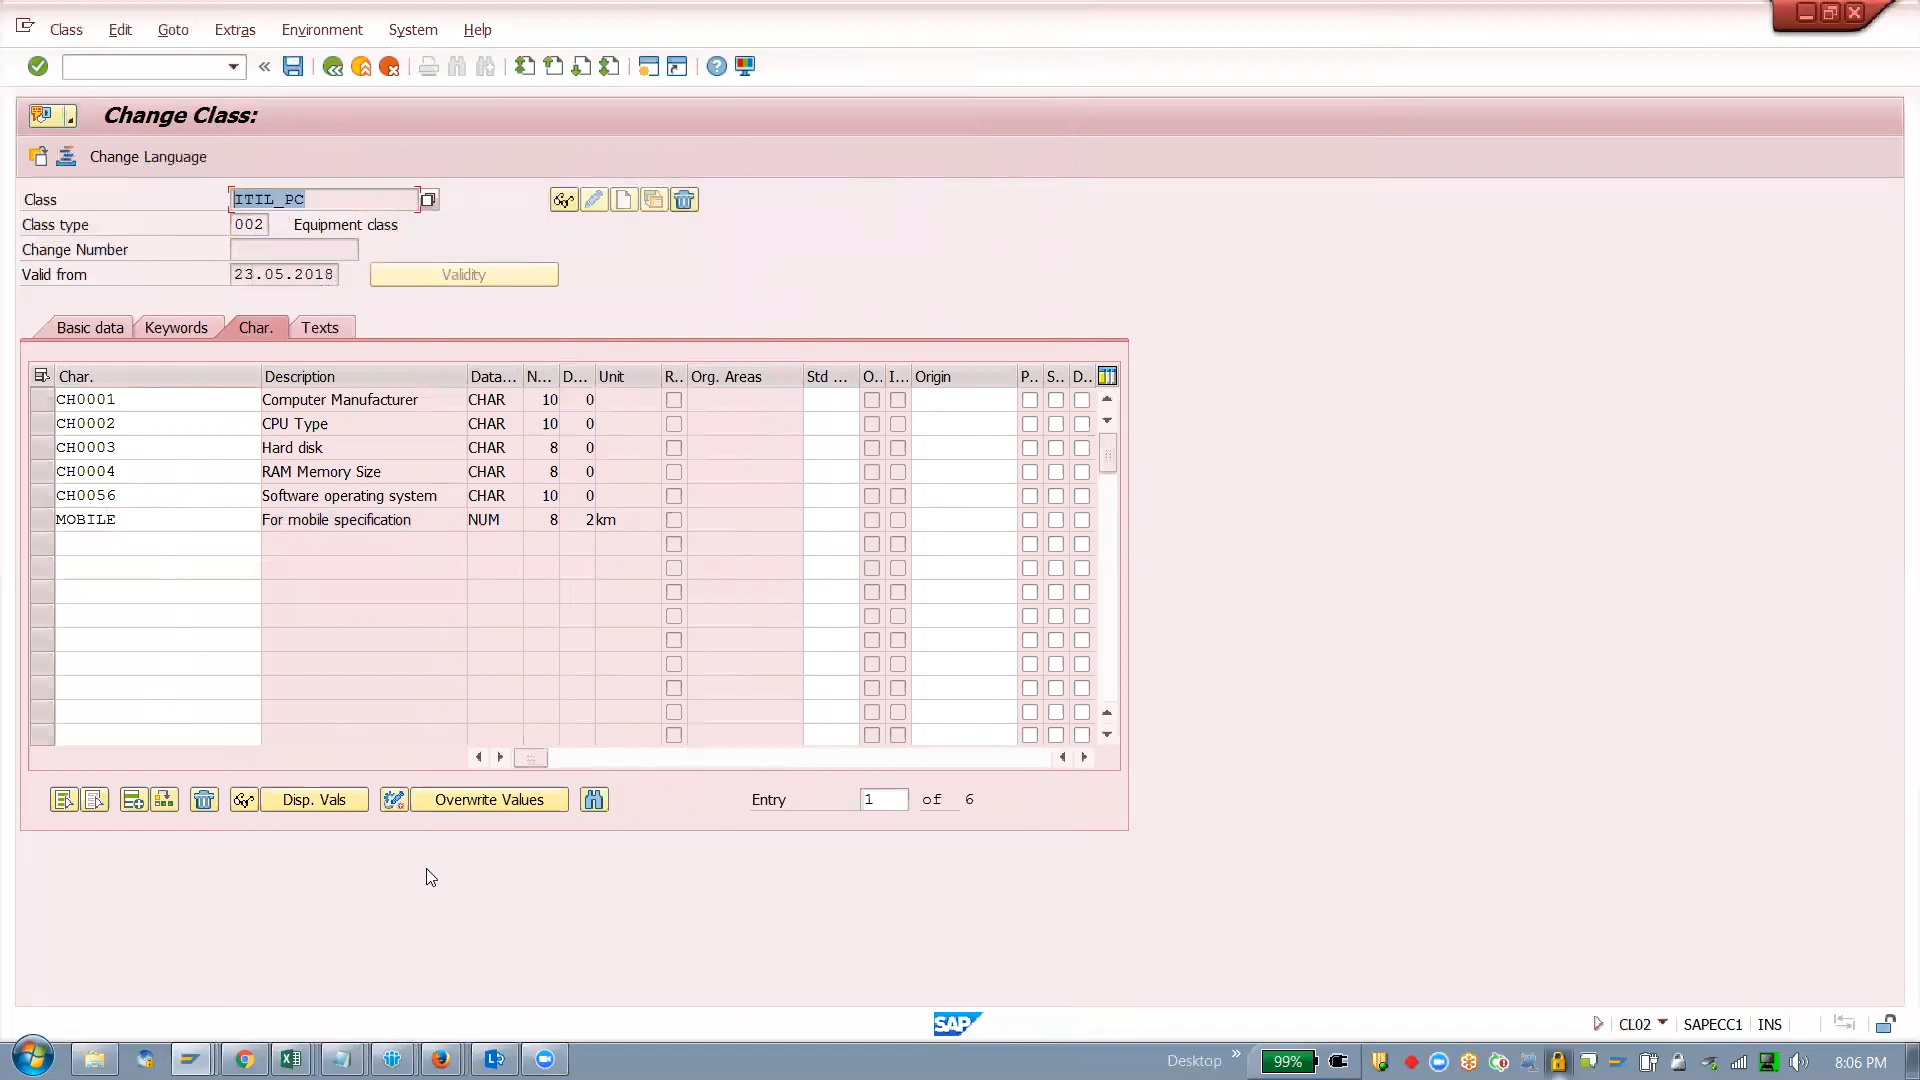 Class Edit Goto Extras Environment System Help
Change Class:
Change Language
Class ITIL_PC
Class type 002 Equipment class
Change Number
Valid from 23.05.2018 Validity
Basic data Keywords Char. Texts
Char. Description Data... N... D... Unit R.. Org. Areas Std ... O.. I... Origin P.. S.. D..
CH0001 Computer Manufacturer CHAR 10 0
CH0002 CPU Type CHAR 10 0
CH0003 Hard disk CHAR 8 0
CH0004 RAM Memory Size CHAR 8 0
CH0056 Software operating system CHAR 10 0
MOBILE For mobile specification NUM 8 2 km
Disp. Vals Overwrite Values Entry 1 of 6
SAP CL02 SAPECC1 INS
Desktop 99% 8:06 PM